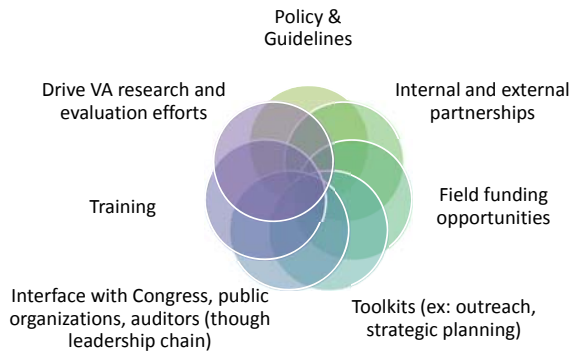 Policy &
Guidelines
Drive VA research and
evaluation efforts
Internal and external
partnerships
Training
Field funding
opportunities
Interface with Congress, public
organizations, auditors (though
leadership chain)
Toolkits (ex: outreach,
strategic planning)